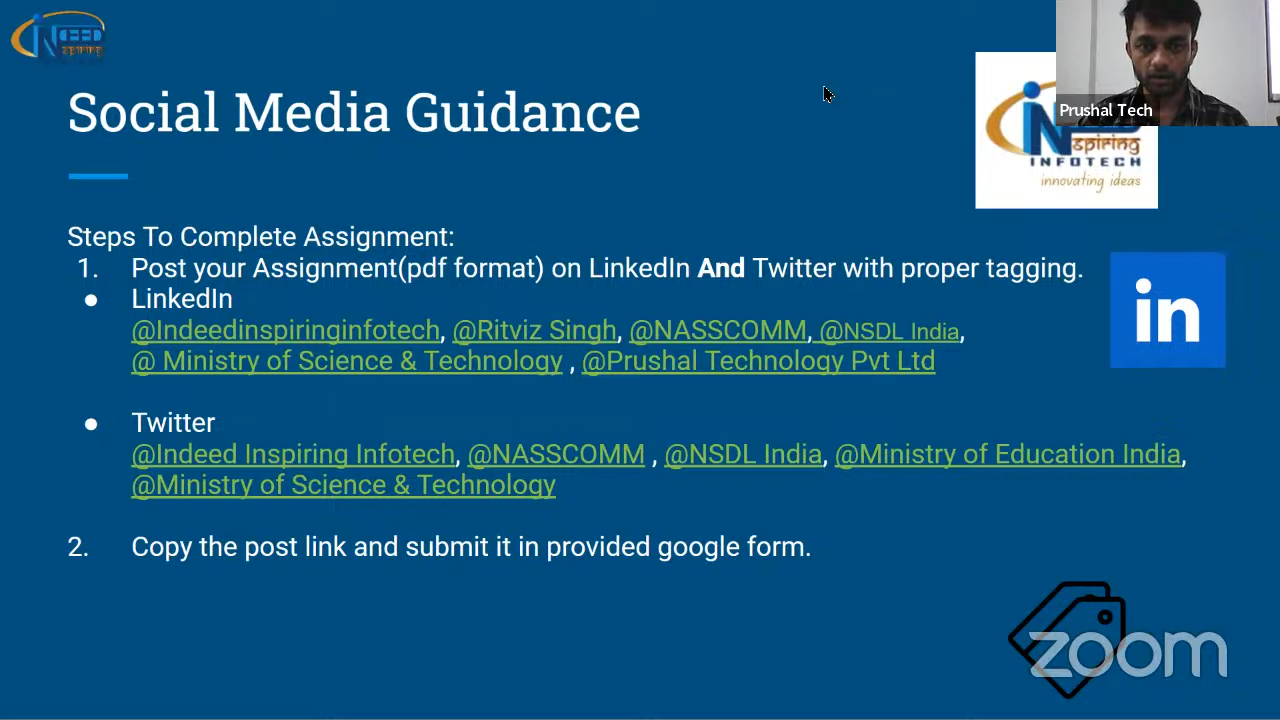 iNDEED
nspiring
Social Media Guidance
Prushal Tech
nspiring
INFOTECH
innovating ideas
Steps To Complete Assignment:
1. Post your Assignment(pdf format) on LinkedIn And Twitter with proper tagging.
● LinkedIn
@Indeedinspiringinfotech, @Ritviz Singh, @NASSCOMM, @NSDL India,
@ Ministry of Science & Technology , @Prushal Technology Pvt Ltd
in
● Twitter
@Indeed Inspiring Infotech, @NASSCOMM , @NSDL India, @Ministry of Education India,
@Ministry of Science & Technology
2. Copy the post link and submit it in provided google form.
zoom